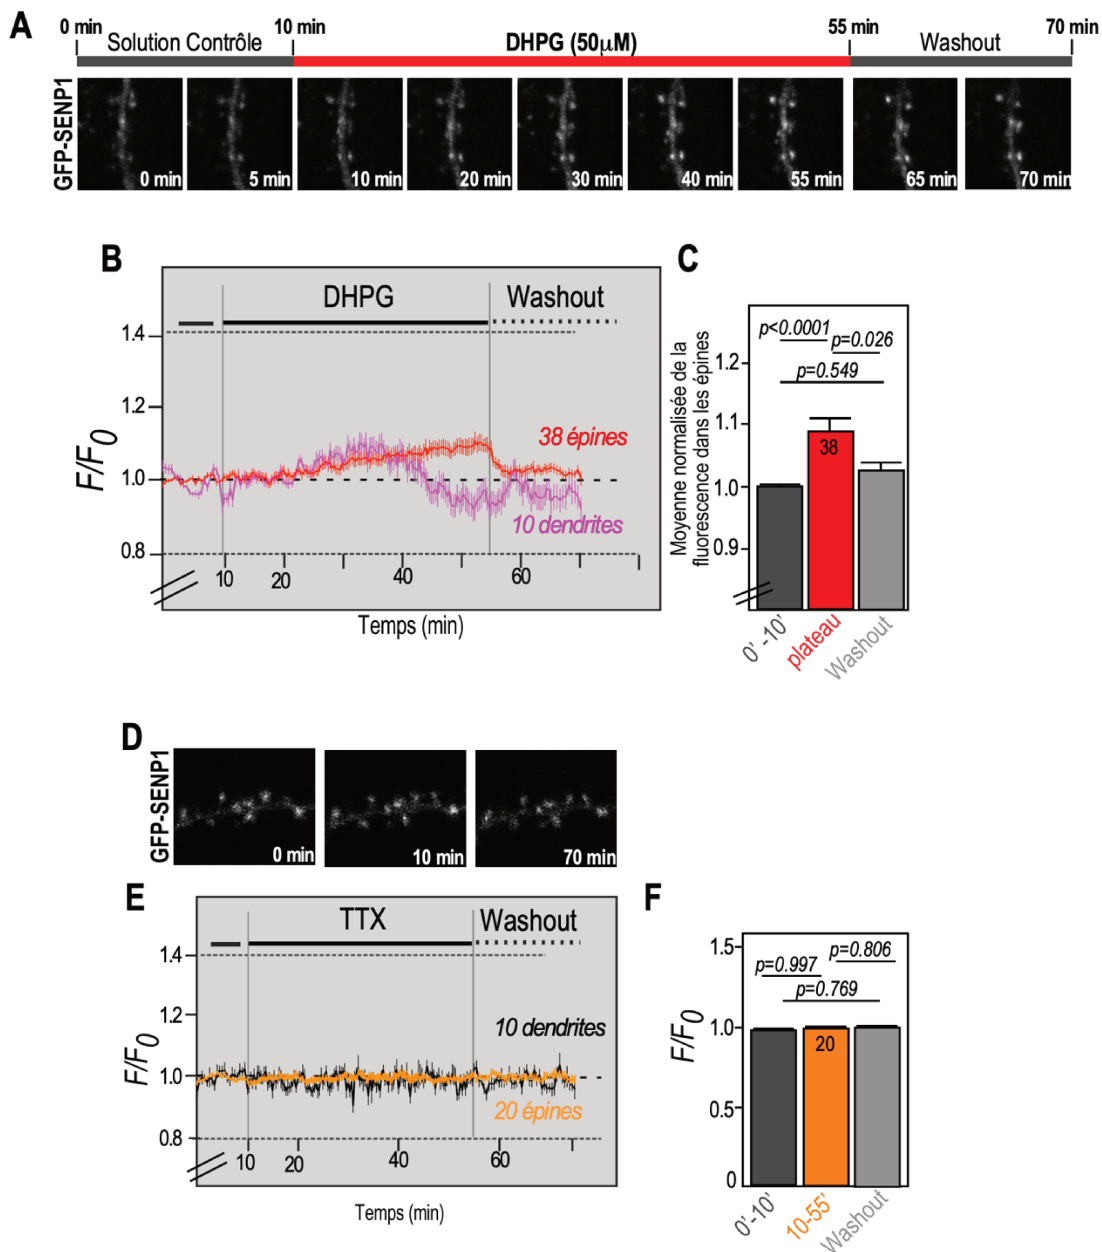 A
0 min
10 min
55 min
70 min
Solution Contrôle
DHPG (50µM)
Washout
GFP-SENP1
0 min
5 min
10 min
20 min
30 min
40 min
55 min
65 min
70 min
B
DHPG
Washout
1.4
1.2
1.0
0.8
F/F0
38 épines
10 dendrites
10
20
40
60
Temps (min)
C
Moyenne normalisée de la
fluorescence dans les épines
1.2
1.1
1.0
0.9
p<0.0001
p=0.026
p=0.549
38
0' -10'
plateau
Washout
D
GFP-SENP1
0 min
10 min
70 min
E
TTX
Washout
1.4
1.2
1.0
0.8
F/F0
10 dendrites
20 épines
10
20
40
60
Temps (min)
F
F/F0
1.5
1.0
0.5
0
p=0.997
p=0.806
p=0.769
20
0'-10'
10-55'
Washout